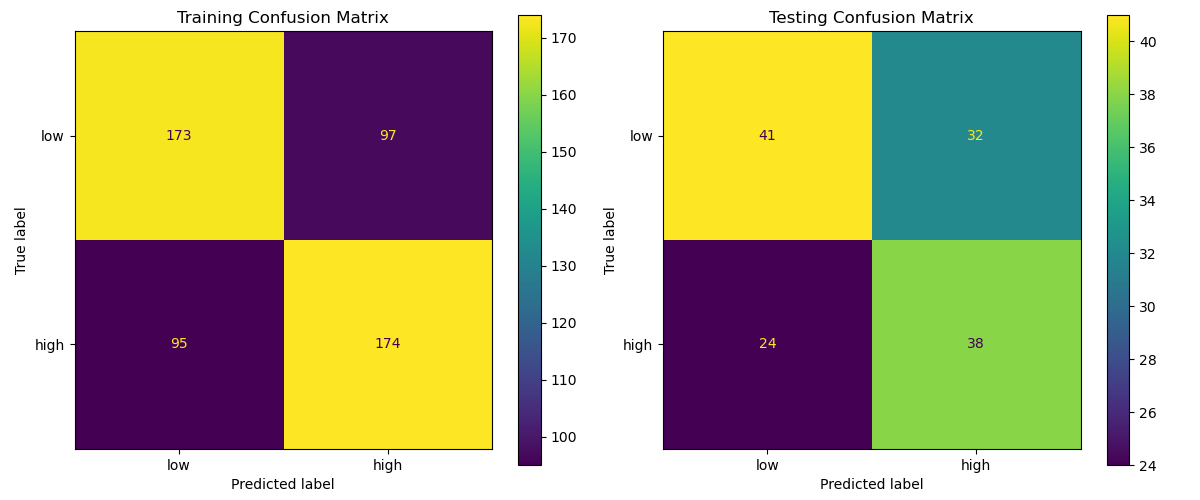 Training Confusion Matrix
True label
low
high
173
97
95
174
low
high
Predicted label
170
160
150
140
130
120
110
100
Testing Confusion Matrix
True label
low
high
41
32
24
38
low
high
Predicted label
40
38
36
34
32
30
28
26
24